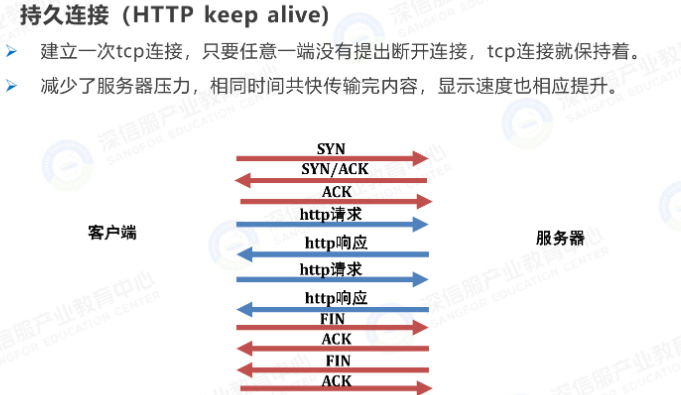 持久连接（HTTP keep alive）
建立一次tcp连接，只要任意一端没有提出断开连接，tcp连接就保持着。
减少了服务器压力，相同时间共快传输完内容，显示速度也相应提升。
SYN
SYN/ACK
ACK
http请求
客户端
服务器
http响应
http请求
http响应
FIN
ACK
FIN
ACK
深信服产业教育中心
SANGFOR EDUCATION CENTER